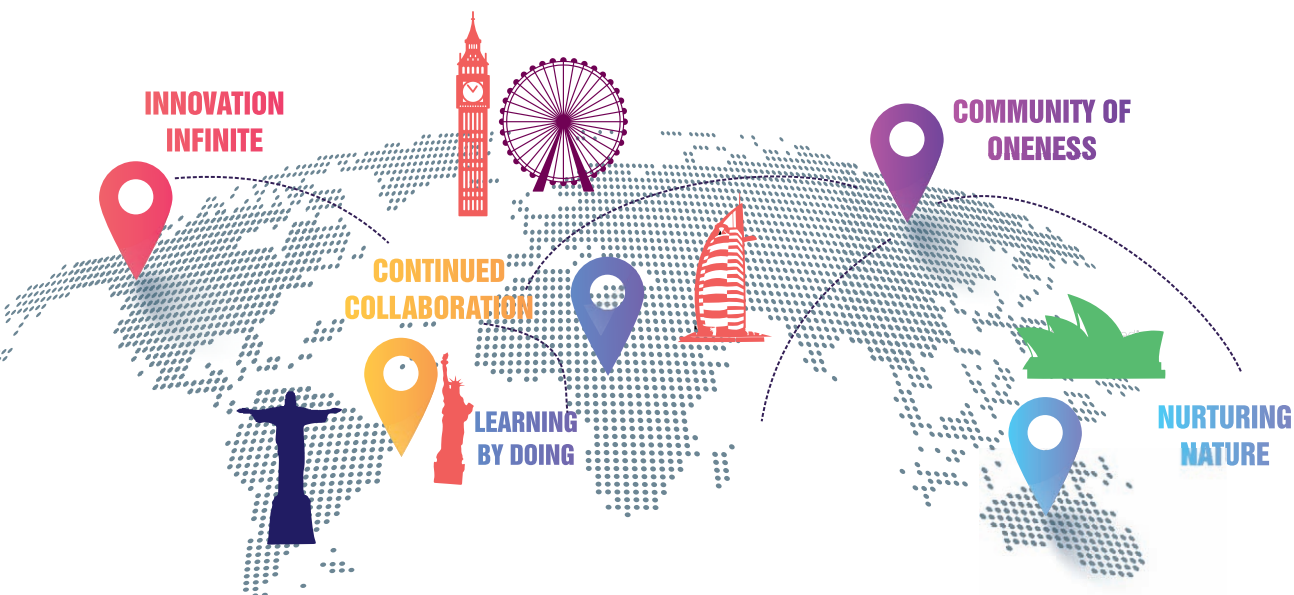 INNOVATION
INFINITE
COMMUNITY OF
ONENESS
CONTINUED
COLLABORATION
LEARNING
BY DOING
NURTURING
NATURE